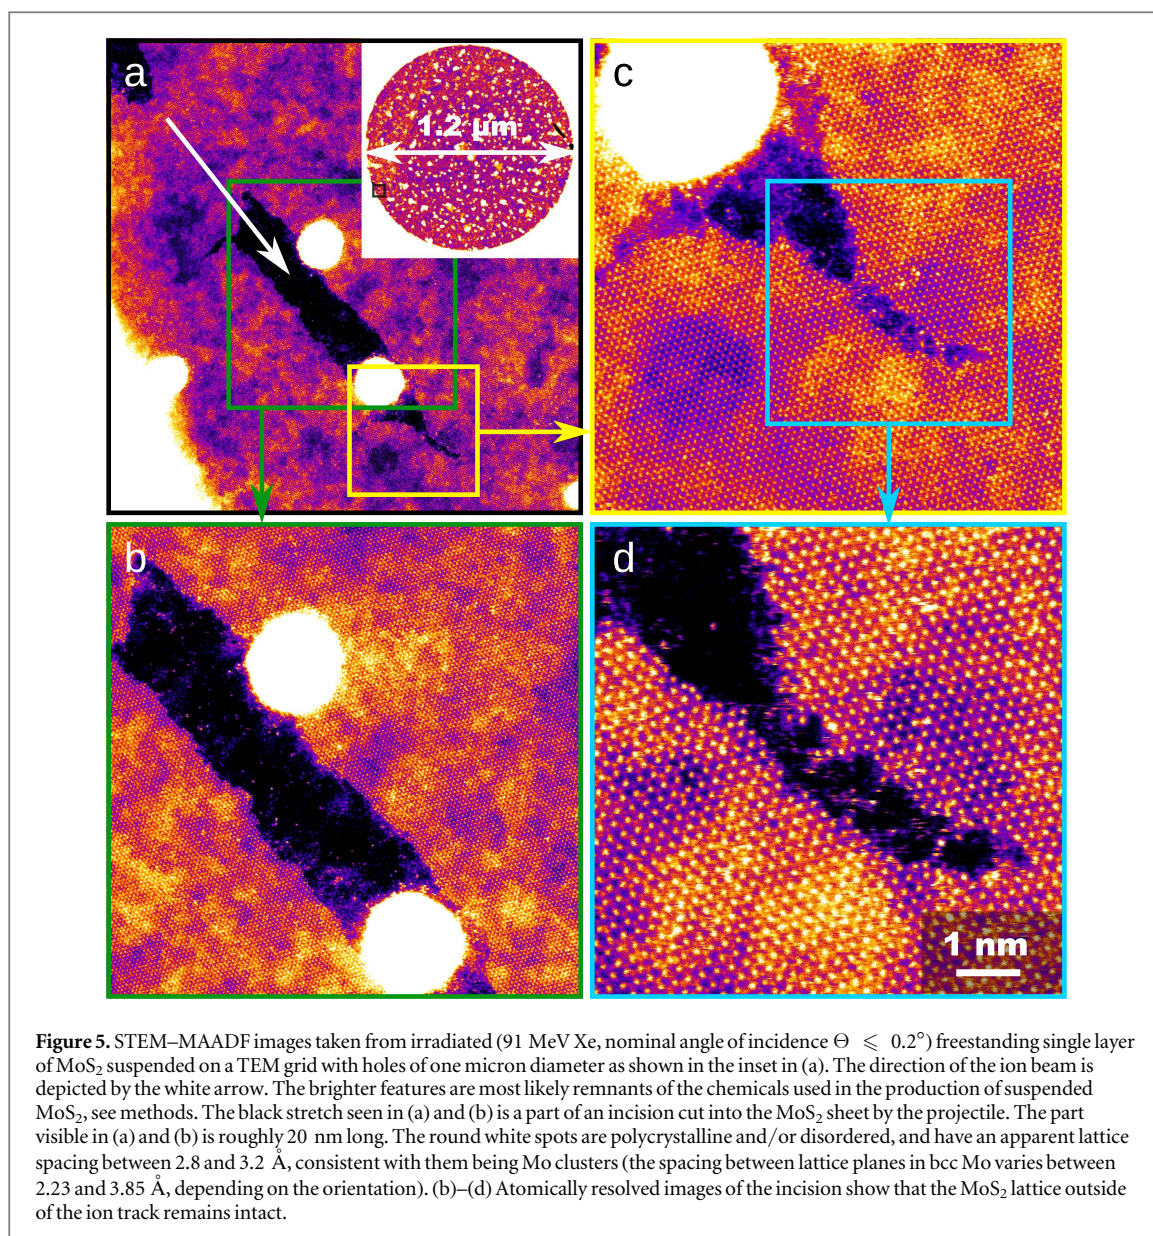 a
1.2 µm
c
b
d
1 nm
Figure 5. STEM–MAADF images taken from irradiated (91 MeV Xe, nominal angle of incidence Θ ⩽ 0.2°) freestanding single layer
of MoS₂ suspended on a TEM grid with holes of one micron diameter as shown in the inset in (a). The direction of the ion beam is
depicted by the white arrow. The brighter features are most likely remnants of the chemicals used in the production of suspended
MoS₂, see methods. The black stretch seen in (a) and (b) is a part of an incision cut into the MoS₂ sheet by the projectile. The part
visible in (a) and (b) is roughly 20 nm long. The round white spots are polycrystalline and/or disordered, and have an apparent lattice
spacing between 2.8 and 3.2 Å, consistent with them being Mo clusters (the spacing between lattice planes in bcc Mo varies between
2.23 and 3.85 Å, depending on the orientation). (b)–(d) Atomically resolved images of the incision show that the MoS₂ lattice outside
of the ion track remains intact.